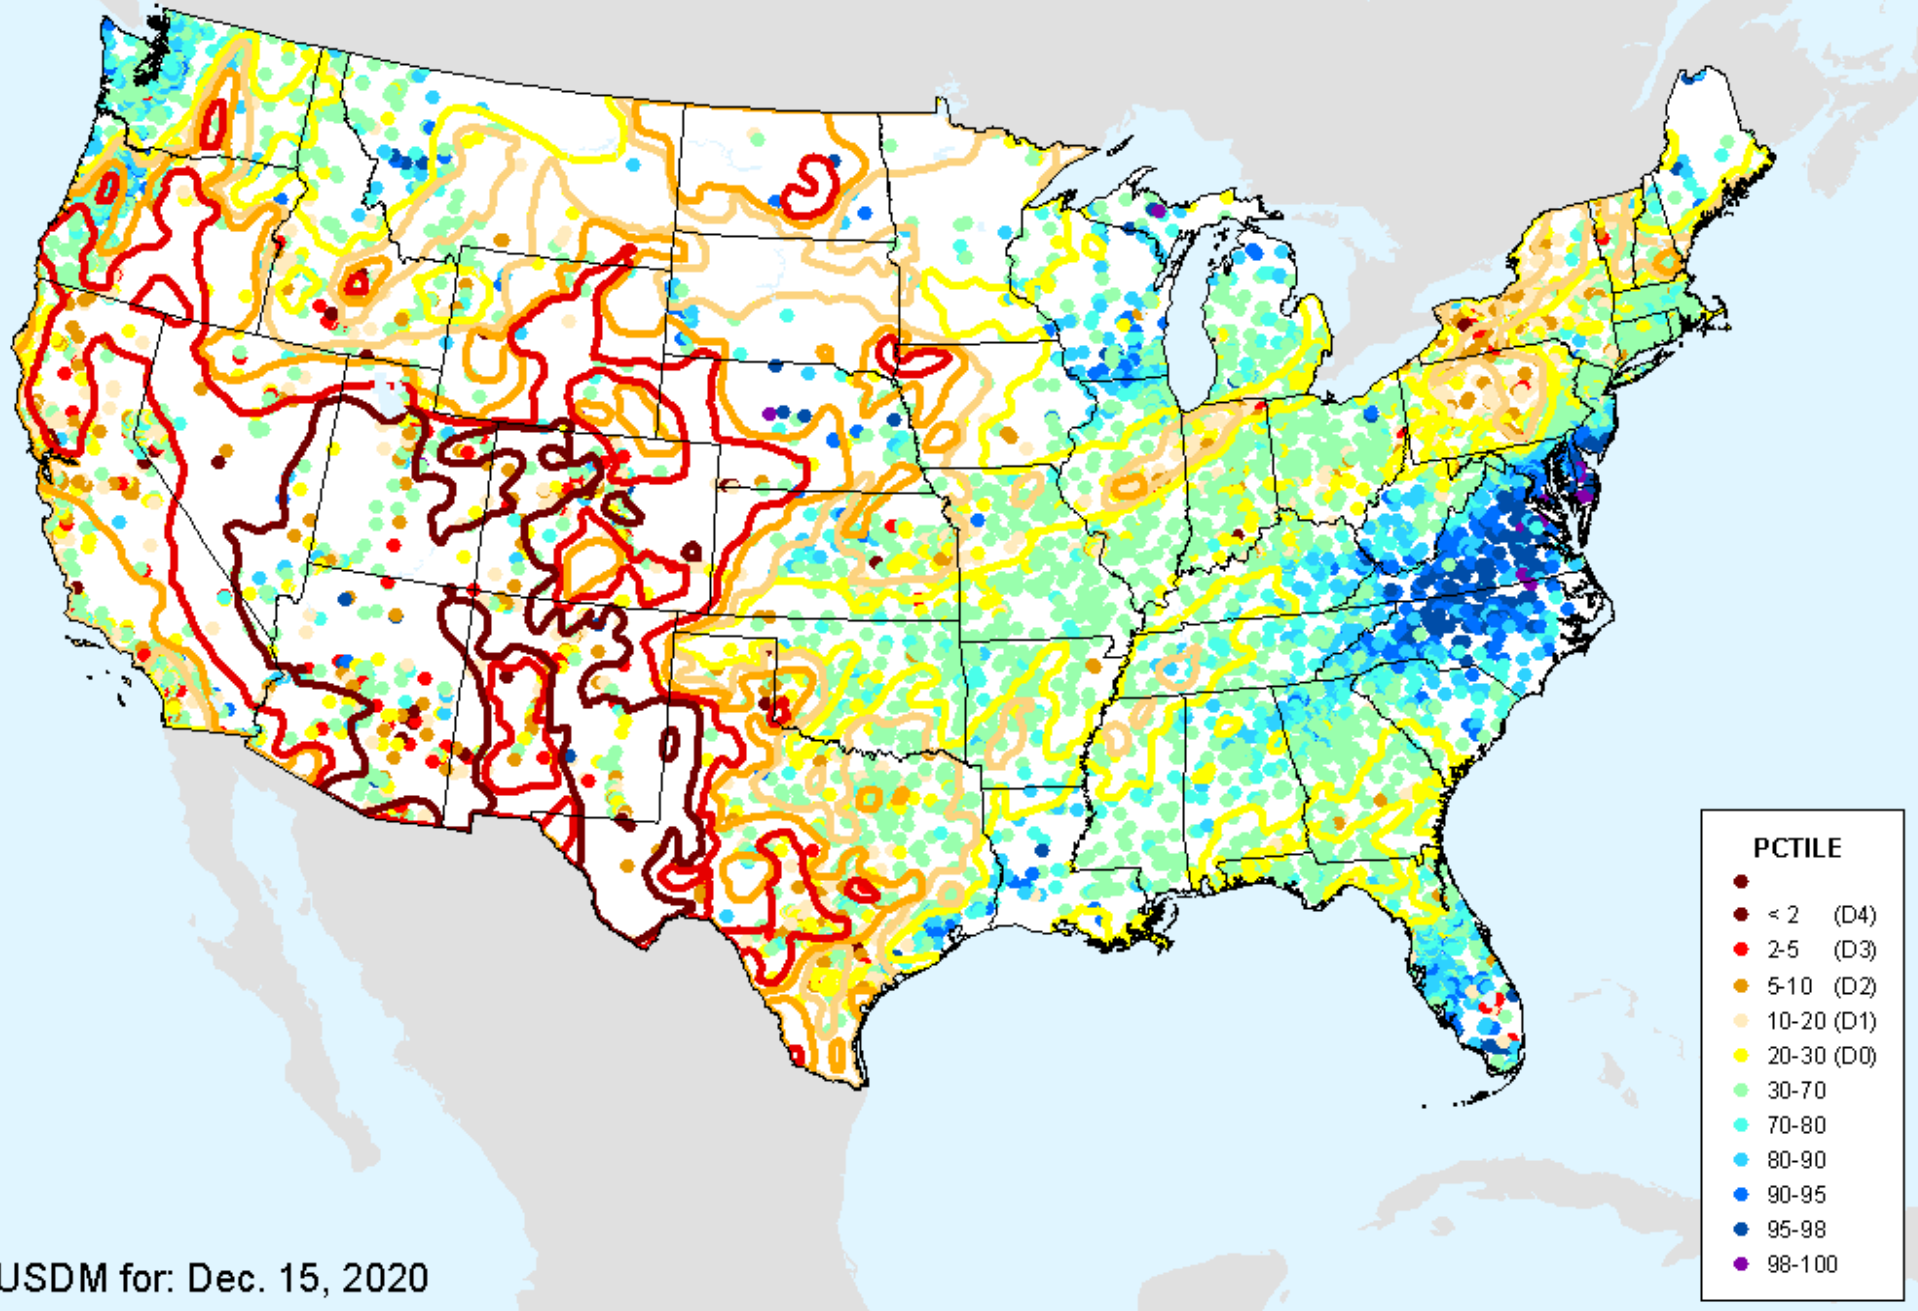 PCTILE
< 2 (D4)
2-5 (D3)
5-10 (D2)
10-20 (D1)
20-30 (D0)
30-70
70-80
80-90
90-95
95-98
98-100
USDM for: Dec. 15, 2020